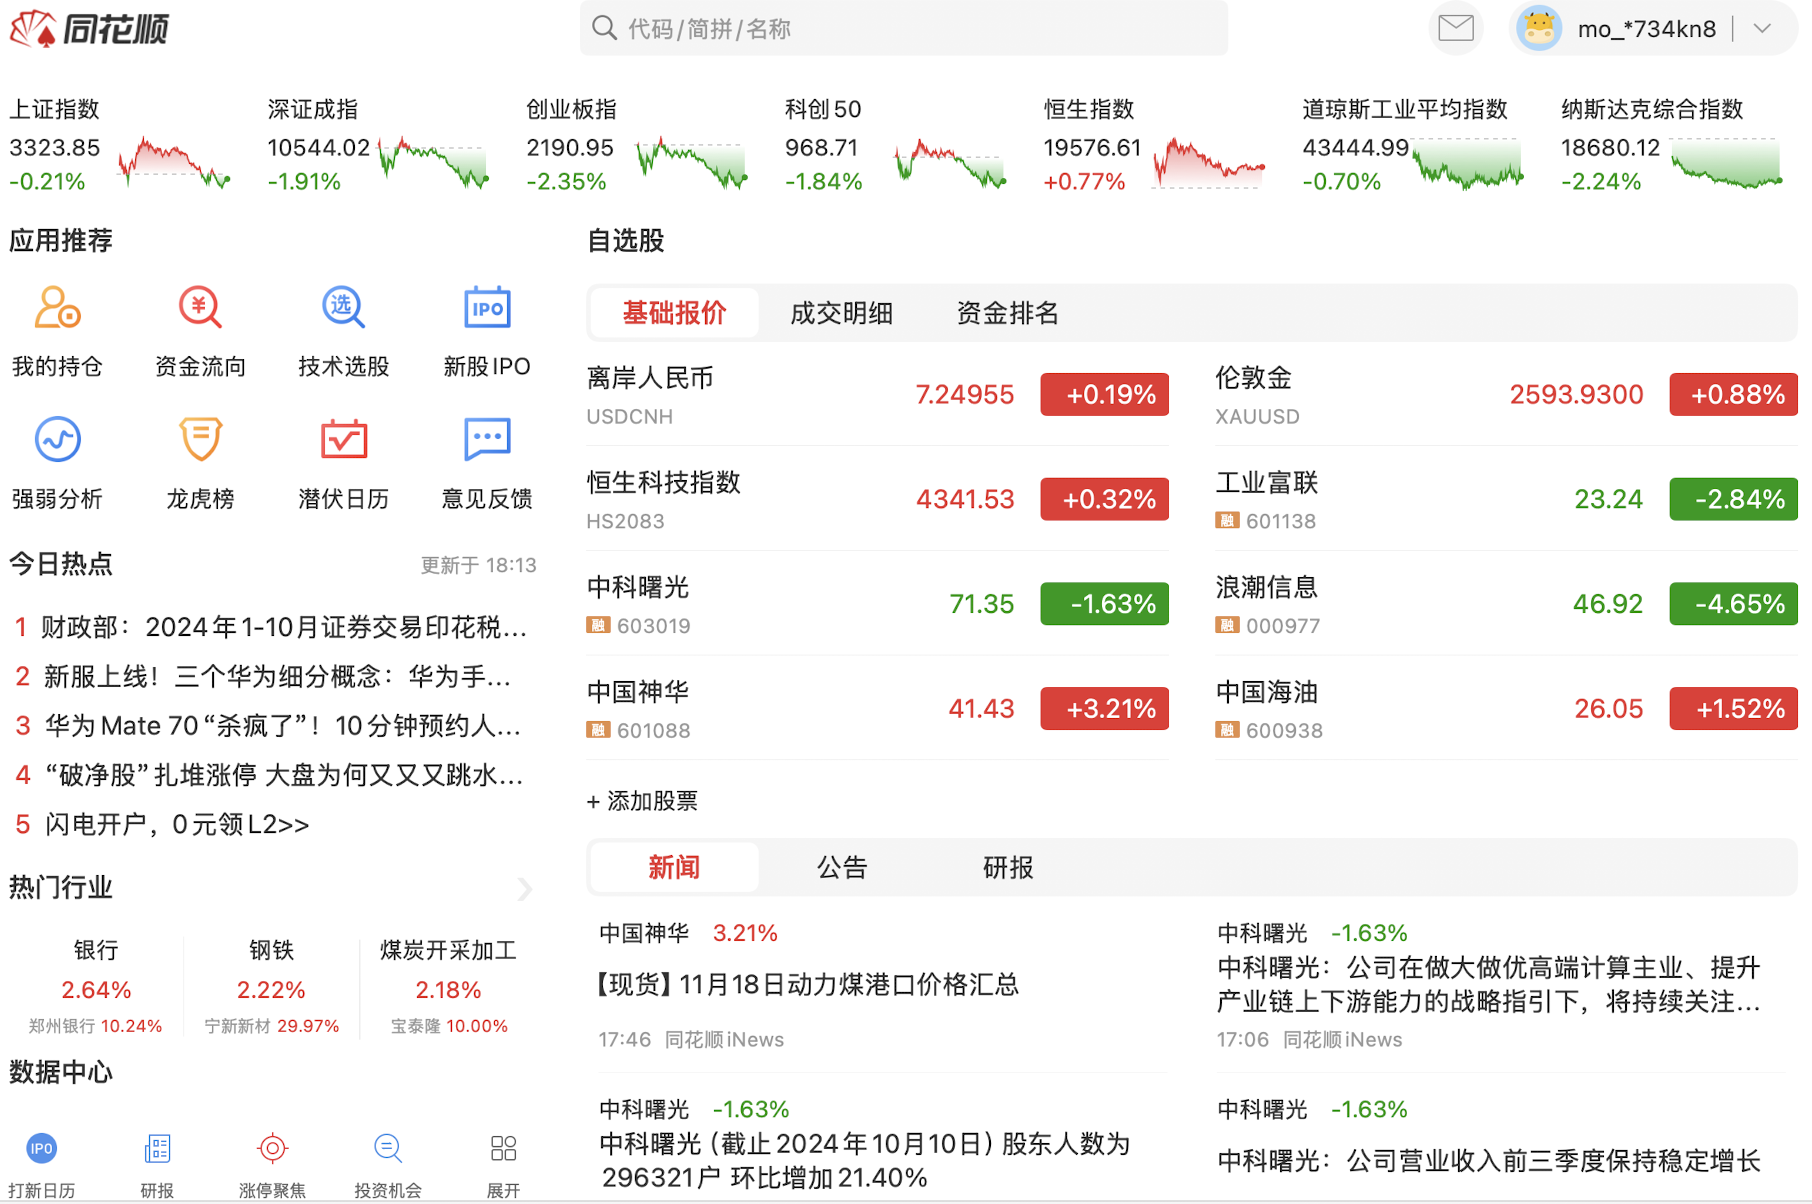 同花顺
代码/简拼/名称
mo_*734kn8
上证指数
3323.85
-0.21%
深证成指
10544.02
-1.91%
创业板指
2190.95
-2.35%
科创50
968.71
-1.84%
恒生指数
19576.61
+0.77%
道琼斯工业平均指数
43444.99
-0.70%
纳斯达克综合指数
18680.12
-2.24%
应用推荐
¥
选
IPO
我的持仓
资金流向
技术选股
新股IPO
强弱分析
龙虎榜
潜伏日历
意见反馈
今日热点
更新于 18:13
1 财政部：2024年1-10月证券交易印花税...
2 新服上线！三个华为细分概念：华为手...
3 华为Mate 70“杀疯了”！10分钟预约人...
4 “破净股”扎堆涨停 大盘为何又又又跳水...
5 闪电开户，0元领L2>>
热门行业
银行
2.64%
郑州银行 10.24%
钢铁
2.22%
宁新新材 29.97%
煤炭开采加工
2.18%
宝泰隆 10.00%
数据中心
IPO
打新日历
研报
涨停聚焦
投资机会
展开
自选股
基础报价
成交明细
资金排名
离岸人民币
USDCNH
7.24955
+0.19%
伦敦金
XAUUSD
2593.9300
+0.88%
恒生科技指数
HS2083
4341.53
+0.32%
工业富联
融 601138
23.24
-2.84%
中科曙光
融 603019
71.35
-1.63%
浪潮信息
融 000977
46.92
-4.65%
中国神华
融 601088
41.43
+3.21%
中国海油
融 600938
26.05
+1.52%
+ 添加股票
新闻
公告
研报
中国神华 3.21%
【现货】11月18日动力煤港口价格汇总
17:46 同花顺iNews
中科曙光 -1.63%
中科曙光：公司在做大做优高端计算主业、提升
产业链上下游能力的战略指引下，将持续关注...
17:06 同花顺iNews
中科曙光 -1.63%
中科曙光（截止2024年10月10日）股东人数为
296321户 环比增加21.40%
中科曙光 -1.63%
中科曙光：公司营业收入前三季度保持稳定增长